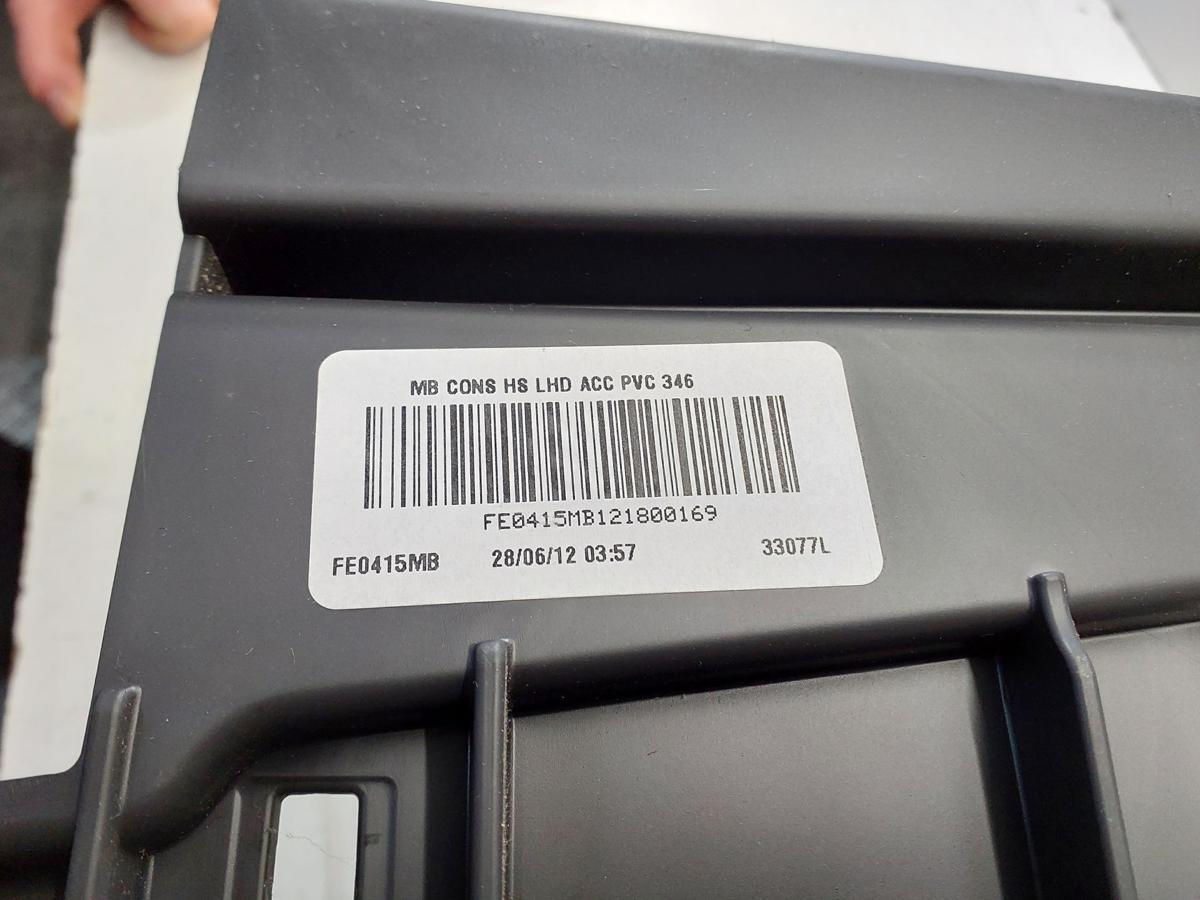 MB CONS HS LHD ACC PVC 346
FE0415MB121800169
FE0415MB 28/06/12 03:57 33077L